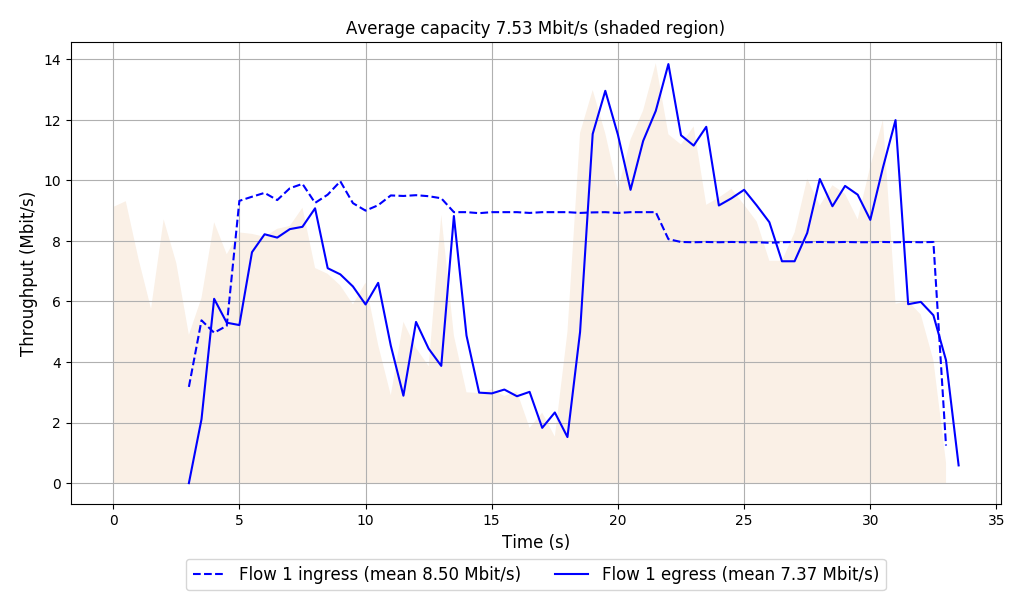 Average capacity 7.53 Mbit/s (shaded region)
Throughput (Mbit/s)
14
12
10
8
6
4
2
0
0 5 10 15 20 25 30 35
Time (s)
Flow 1 ingress (mean 8.50 Mbit/s) Flow 1 egress (mean 7.37 Mbit/s)